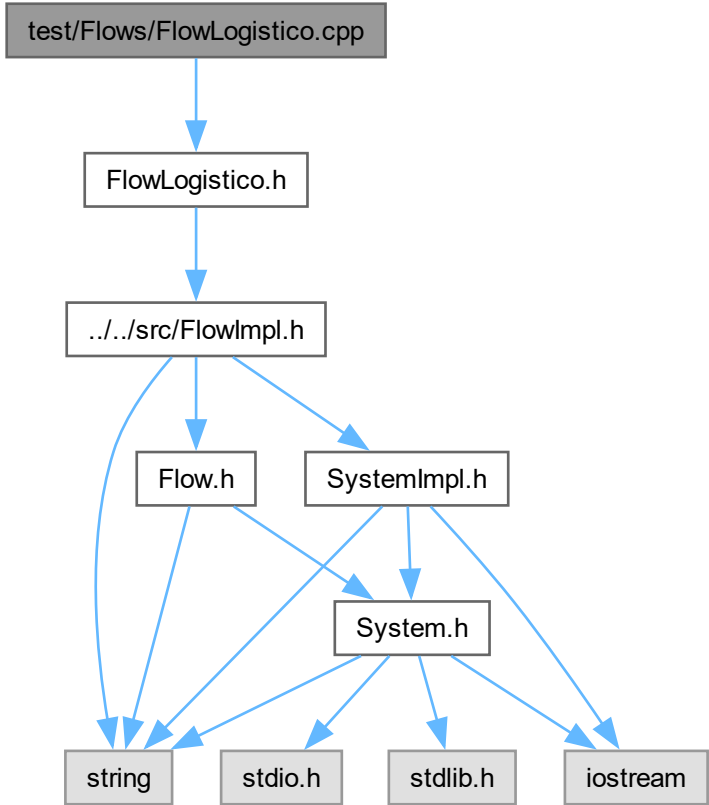 test/Flows/FlowLogistico.cpp
FlowLogistico.h
../../src/FlowImpl.h
Flow.h
SystemImpl.h
System.h
string
stdio.h
stdlib.h
iostream